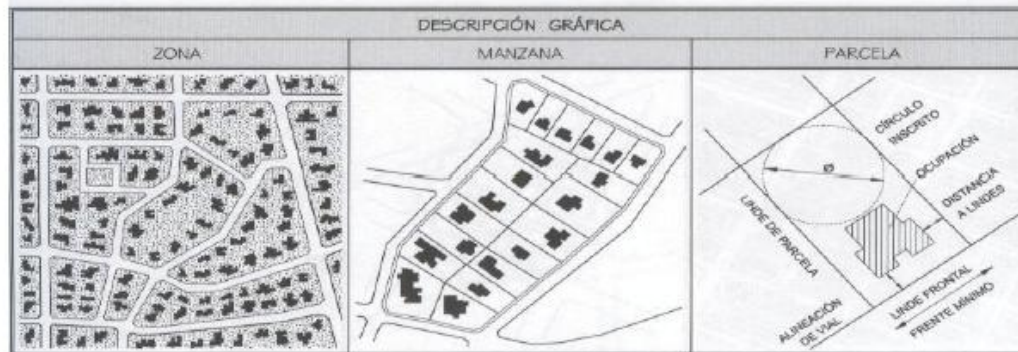 DESCRIPCIÓN GRÁFICA
ZONA
MANZANA
PARCELA
CÍRCULO
INSCRITO
OCUPACIÓN
DISTANCIA
A LINDES
Ø
LINDE DE PARCELA
ALINEACIÓN
DE VIAL
LINDE FRONTAL
FRENTE MÍNIMO